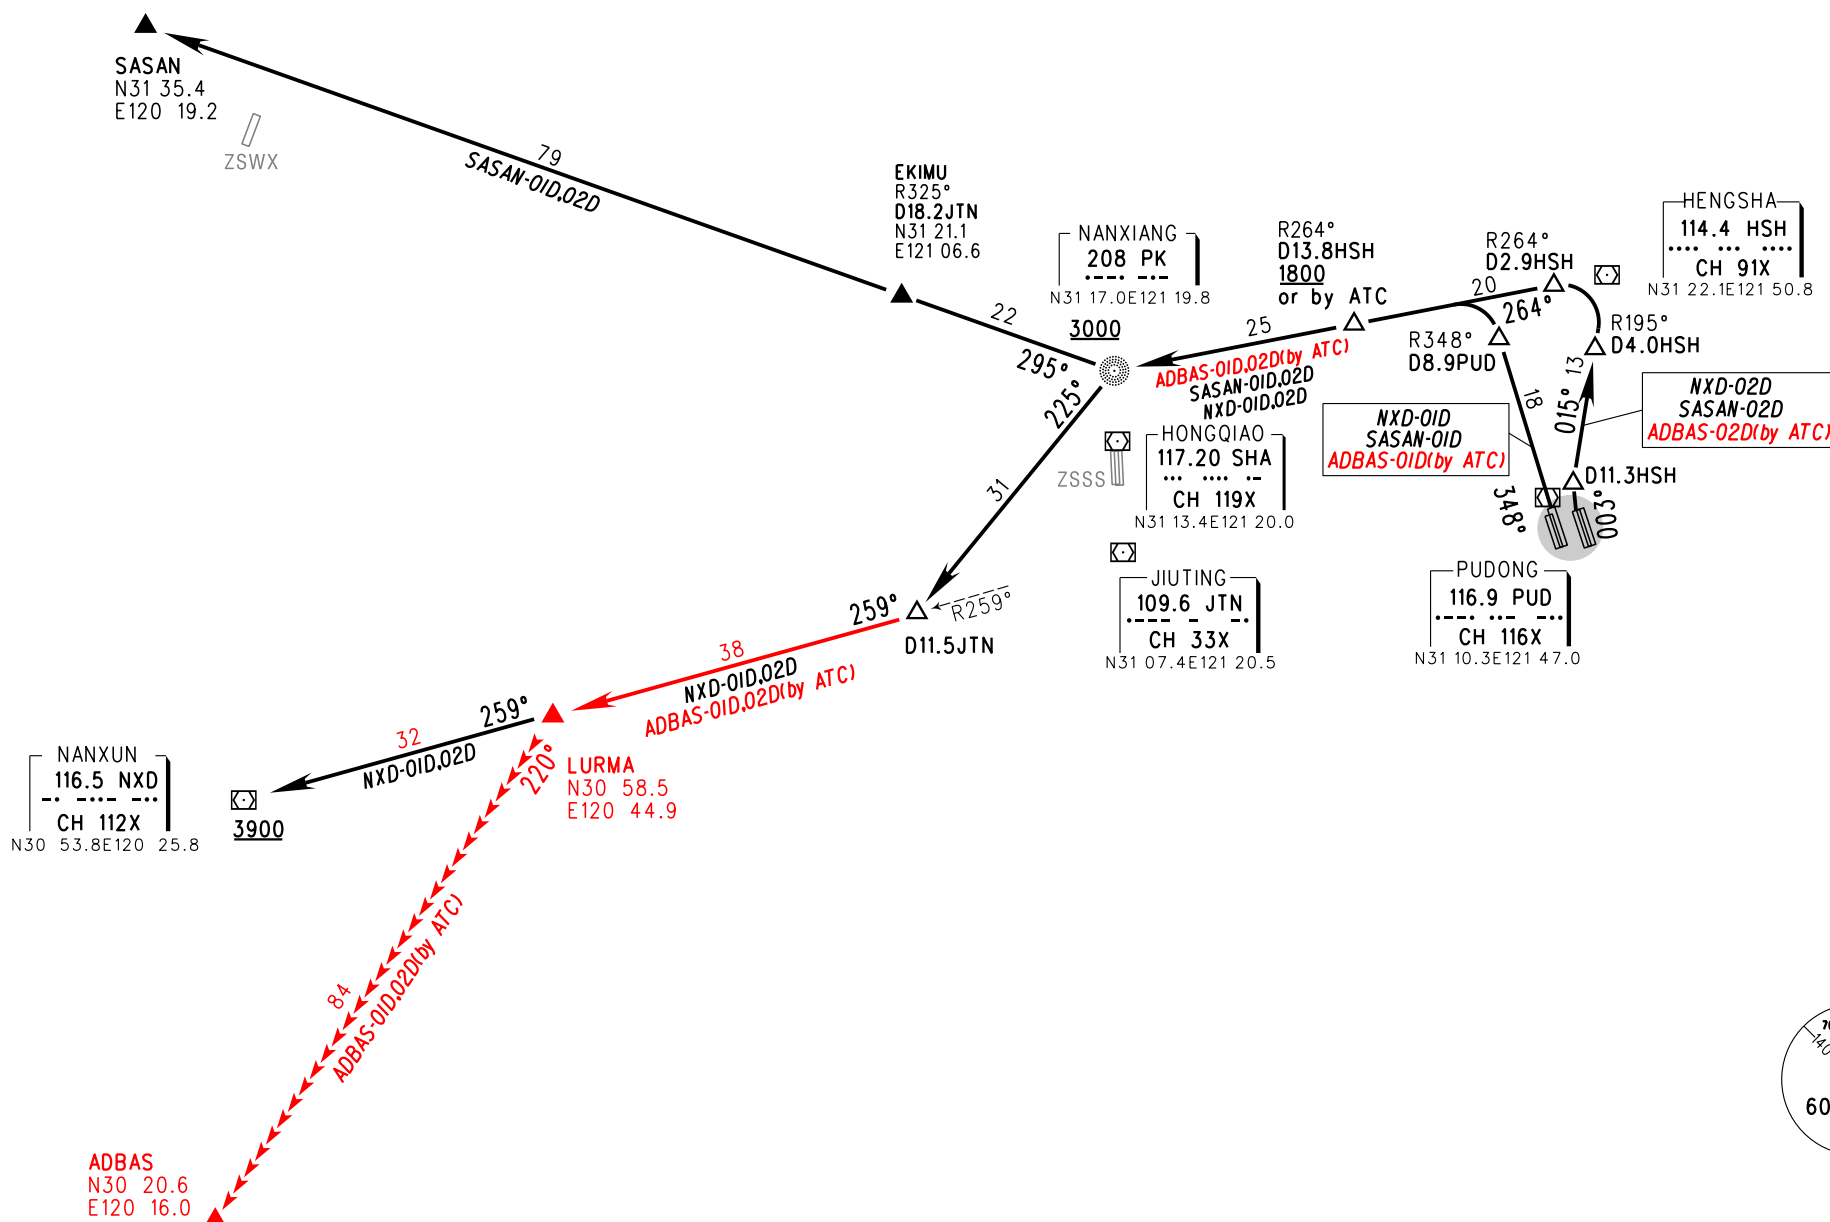 SASAN
N31 35.4
E120 19.2
ZSWX
79
SASAN-01D,02D
EKIMU
R325°
D18.2JTN
N31 21.1
E121 06.6
22
295°
NANXIANG
208 PK
N31 17.0E121 19.8
3000
225°
31
R264°
D13.8HSH
1800
or by ATC
25
ADBAS-01D,02D(by ATC)
SASAN-01D,02D
NXD-01D,02D
R264°
D2.9HSH
20
264°
HENGSHA
114.4 HSH
CH 91X
N31 22.1E121 50.8
R195°
D4.0HSH
13
015°
R348°
D8.9PUD
18
NXD-01D
SASAN-01D
ADBAS-01D(by ATC)
NXD-02D
SASAN-02D
ADBAS-02D(by ATC)
D11.3HSH
348°
003°
ZSSS
HONGQIAO
117.20 SHA
CH 119X
N31 13.4E121 20.0
JIUTING
109.6 JTN
CH 33X
N31 07.4E121 20.5
PUDONG
116.9 PUD
CH 116X
N31 10.3E121 47.0
259°
R259°
D11.5JTN
38
NXD-01D,02D
ADBAS-01D,02D(by ATC)
259°
32
NXD-01D,02D
220°
LURMA
N30 58.5
E120 44.9
NANXUN
116.5 NXD
CH 112X
N30 53.8E120 25.8
3900
84
ADBAS-01D,02D(by ATC)
ADBAS
N30 20.6
E120 16.0
60